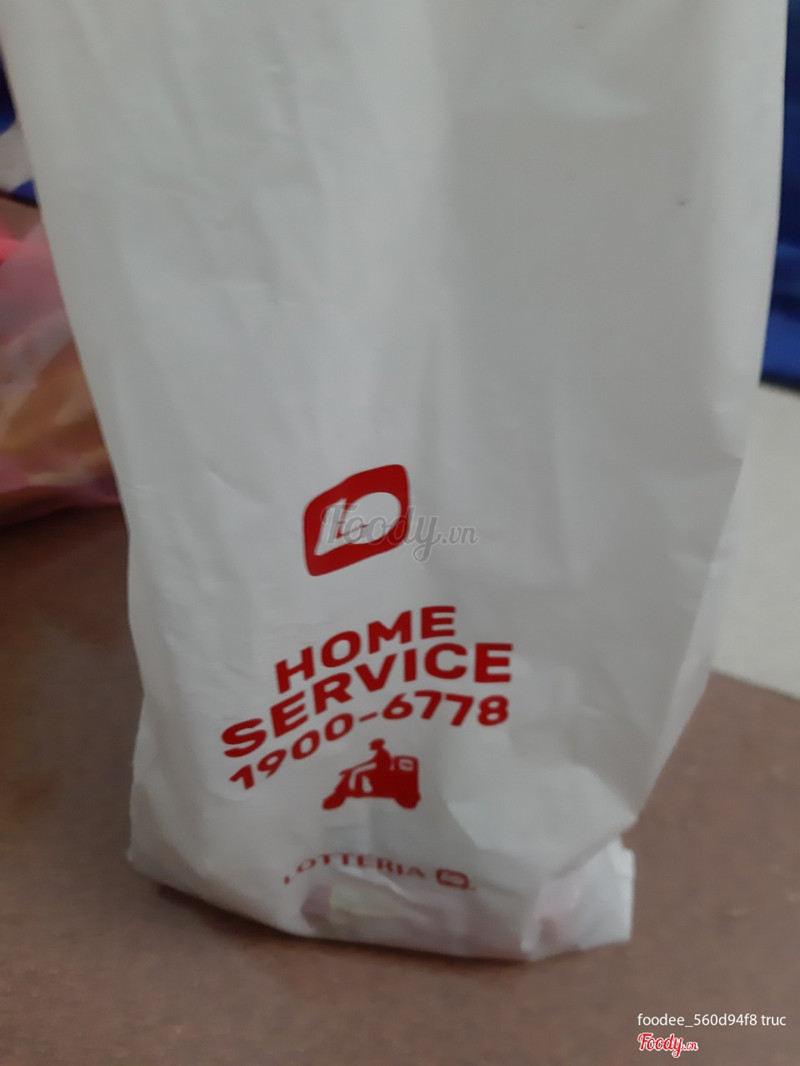 Foody.vn
HOME
SERVICE
1900-6778
LOTTERIA
foodee_560d94f8 truc
Foody.vn